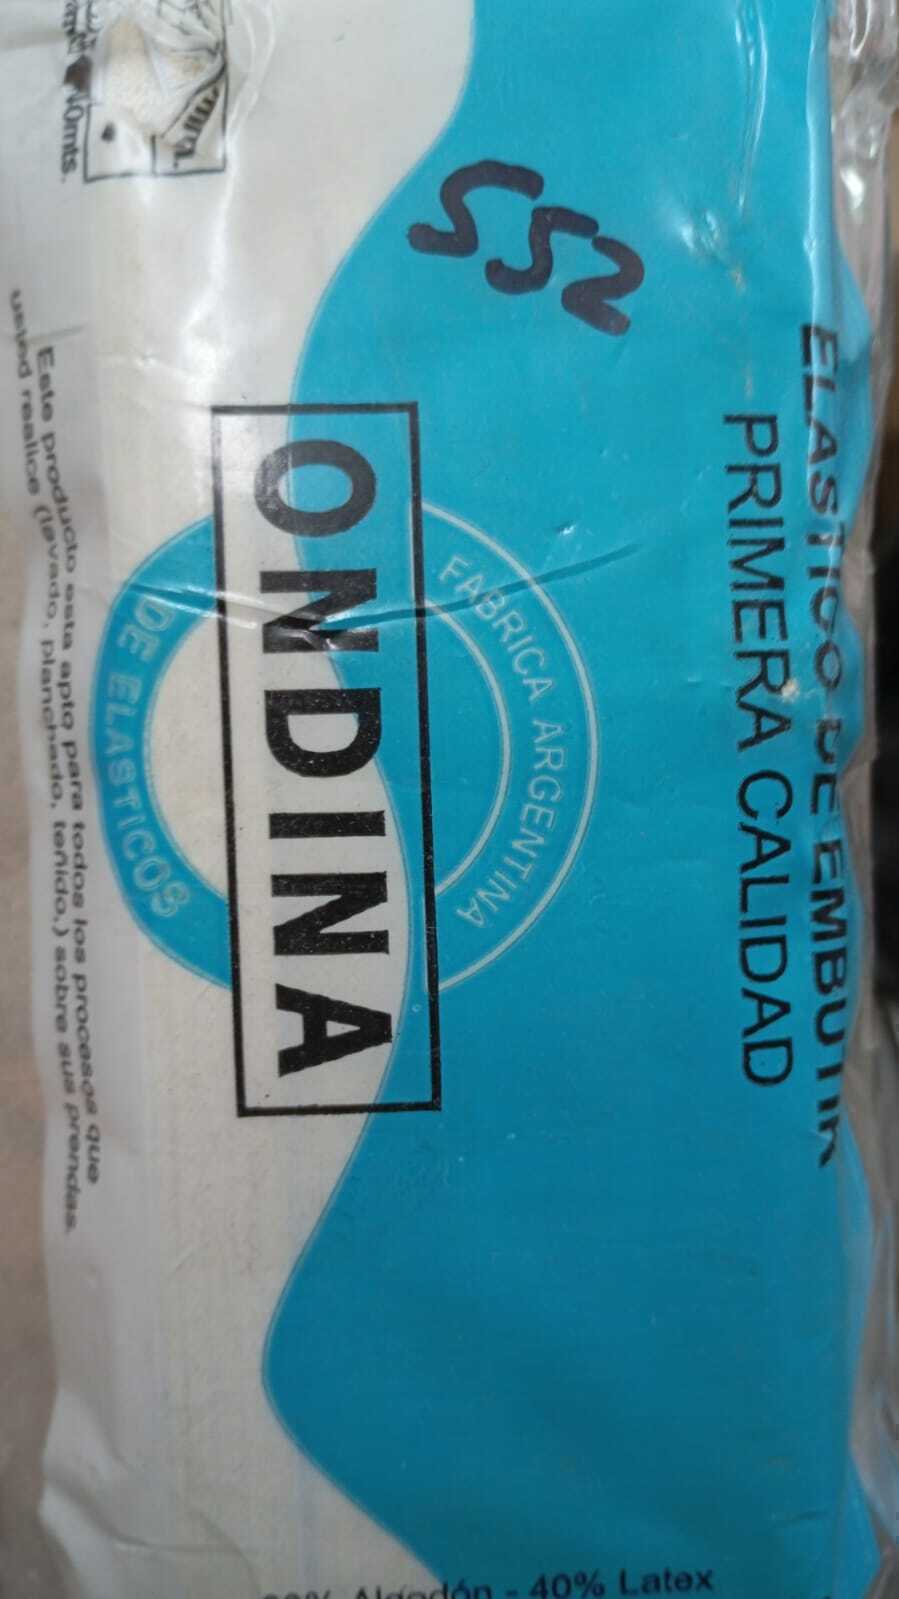 ELASTICO DE EMBUTIR
PRIMERA CALIDAD
552
FABRICA ARGENTINA
ONDINA
DE ELASTICOS
Algodón - 40% Latex
Este producto esta apto para todos los procesos que
usted realice (lavado, planchado, teñido,) sobre sus prendas.